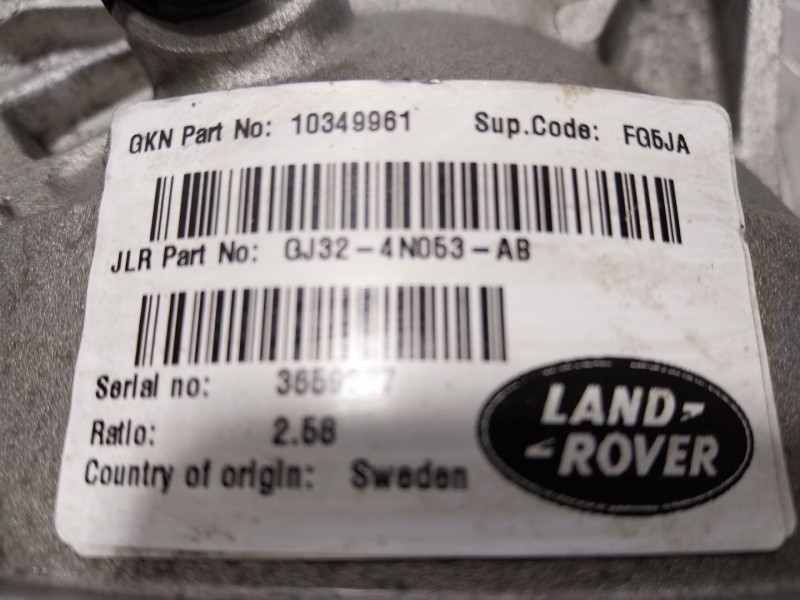 GKN Part No: 10349961 Sup.Code: FG5JA
JLR Part No: GJ32-4N053-AB
Serial no:
Ratio: 2.58
Country of origin: Sweden
LAND
ROVER